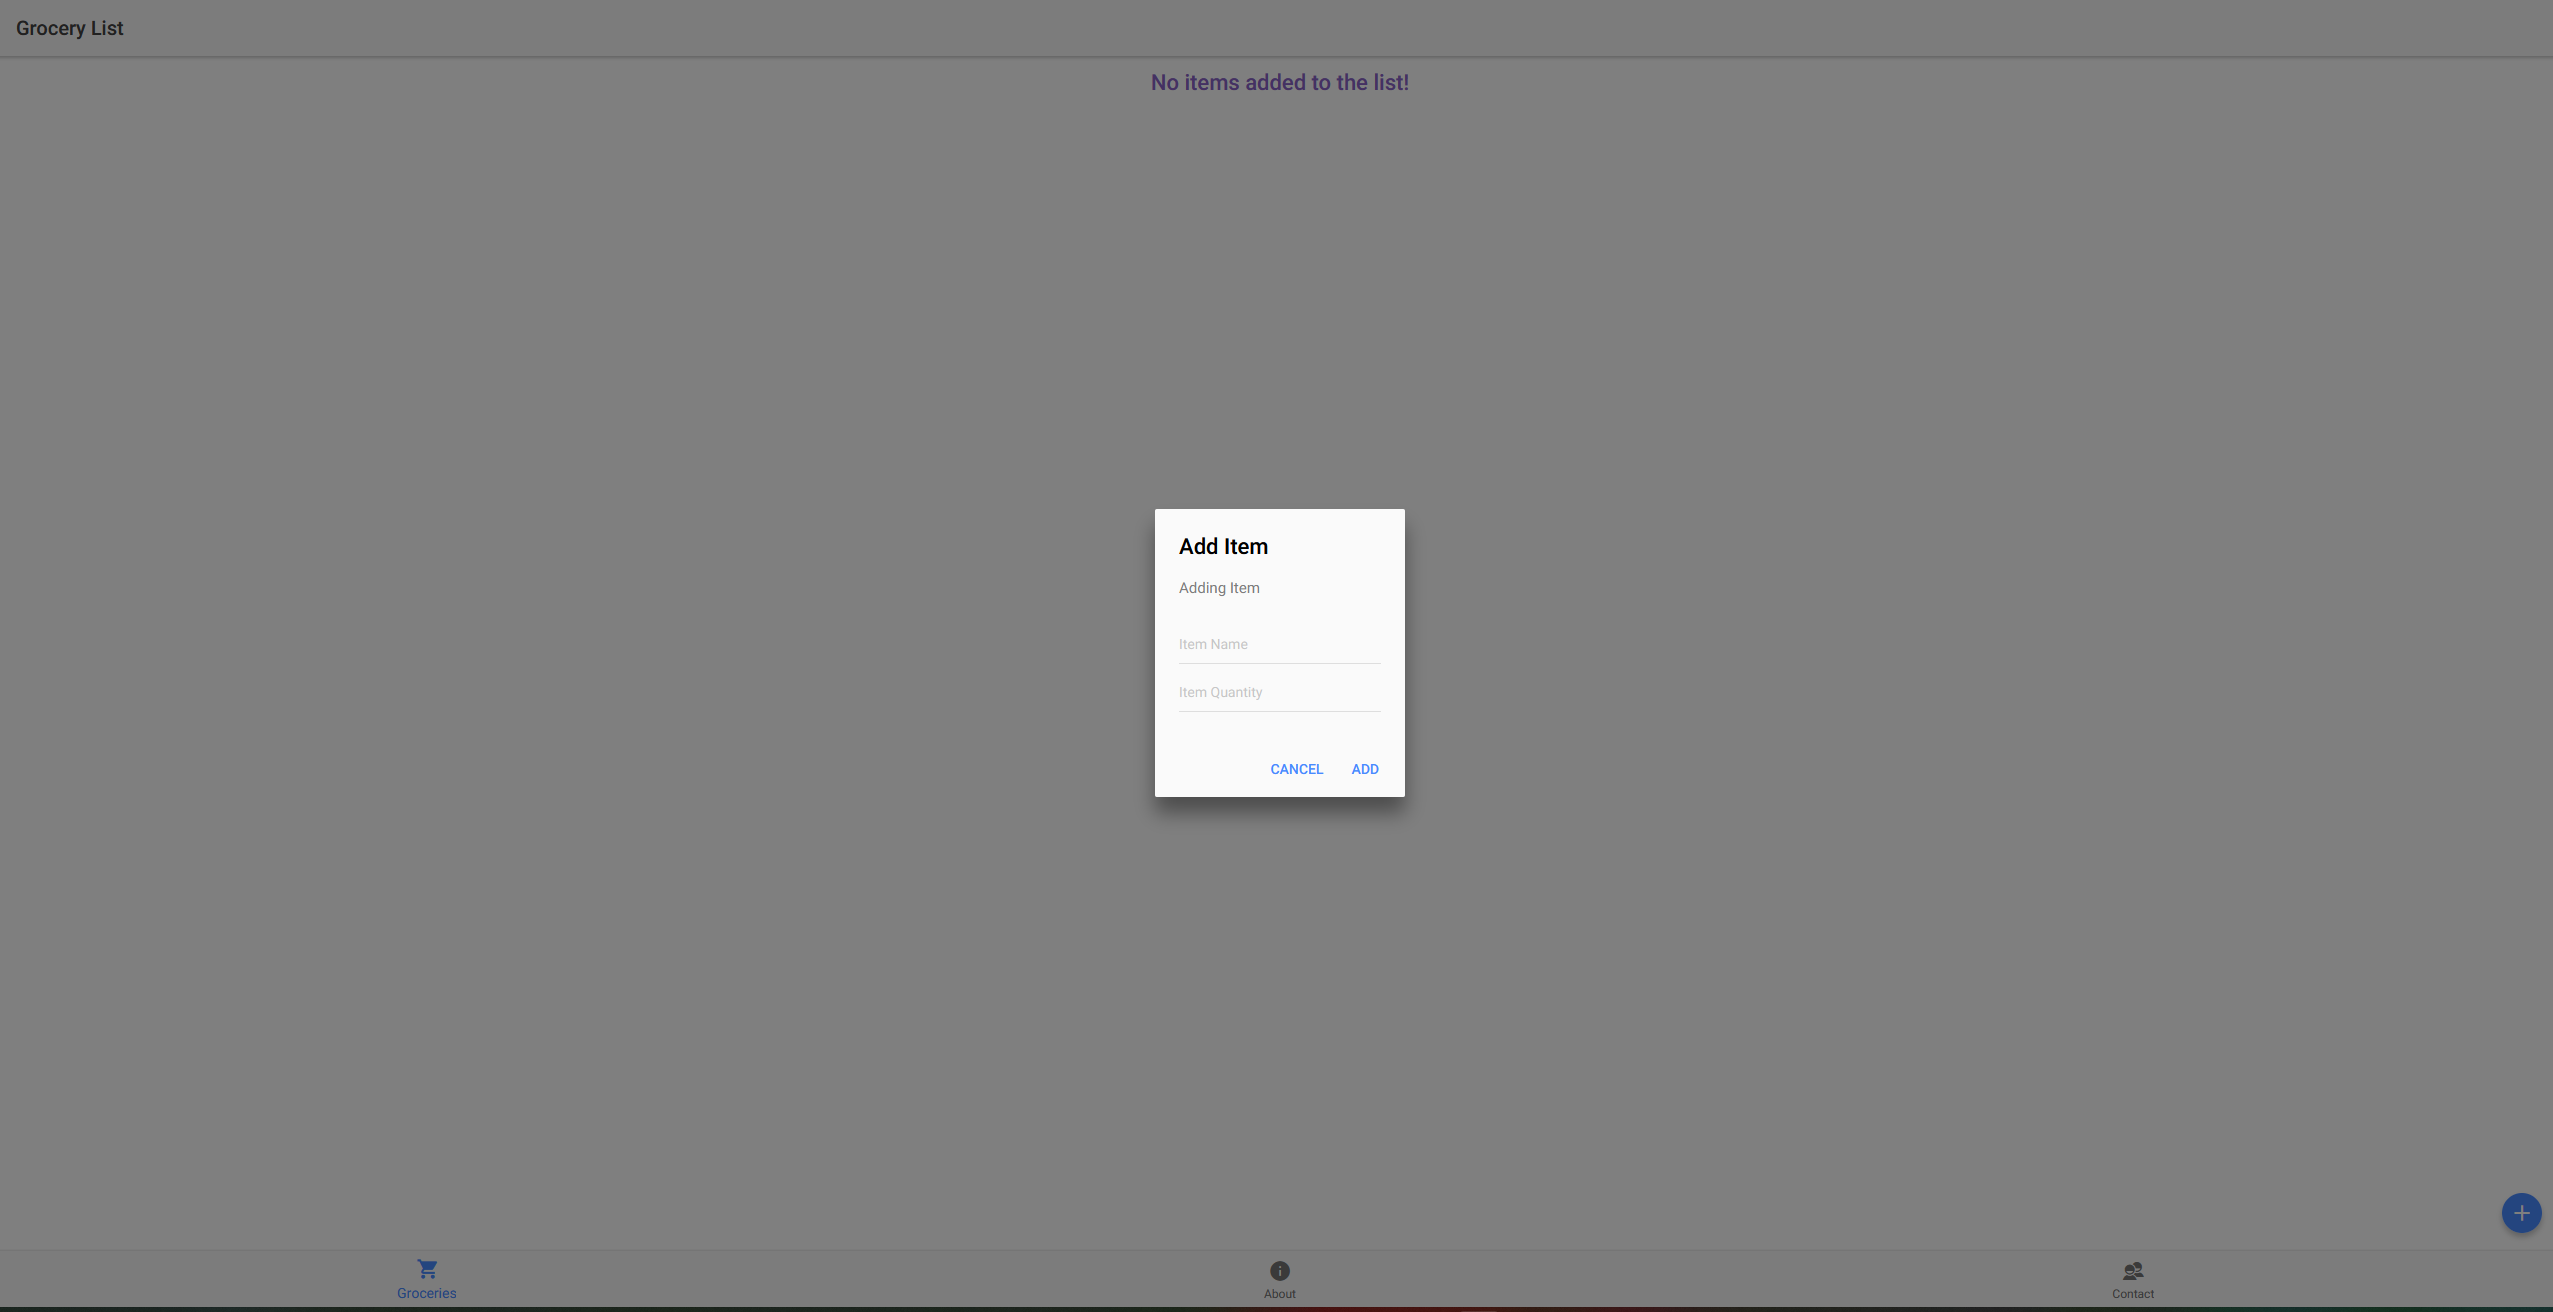 Grocery List
No items added to the list!
Add Item
Adding Item
Item Name
Item Quantity
CANCEL ADD
Groceries About Contact